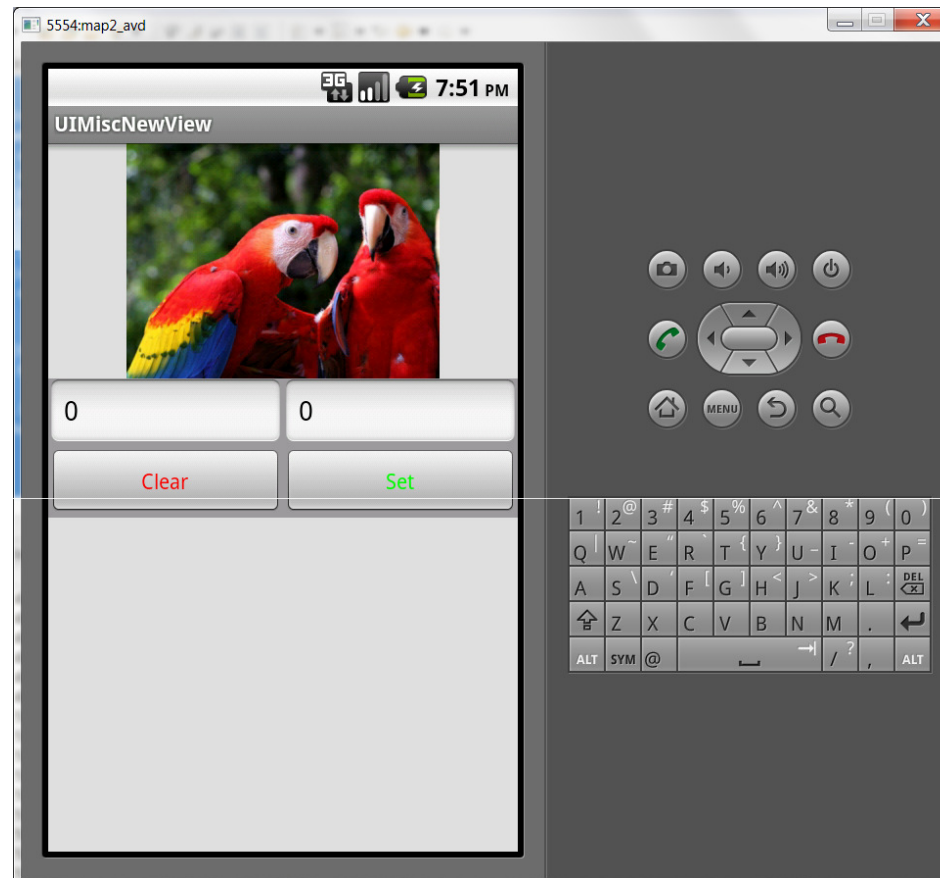 5554:map2_avd
3G 7:51 PM
UIMiscNewView
0 0
Clear Set
MENU
1 ! 2 @ 3 # 4 $ 5 % 6 ^ 7 & 8 * 9 ( 0 )
Q | W ~ E " R ` T { Y } U _ I - O + P =
A S \ D ' F [ G ] H < J > K ; L : DEL
Z X C V B N M .
ALT SYM @ / ? , ALT